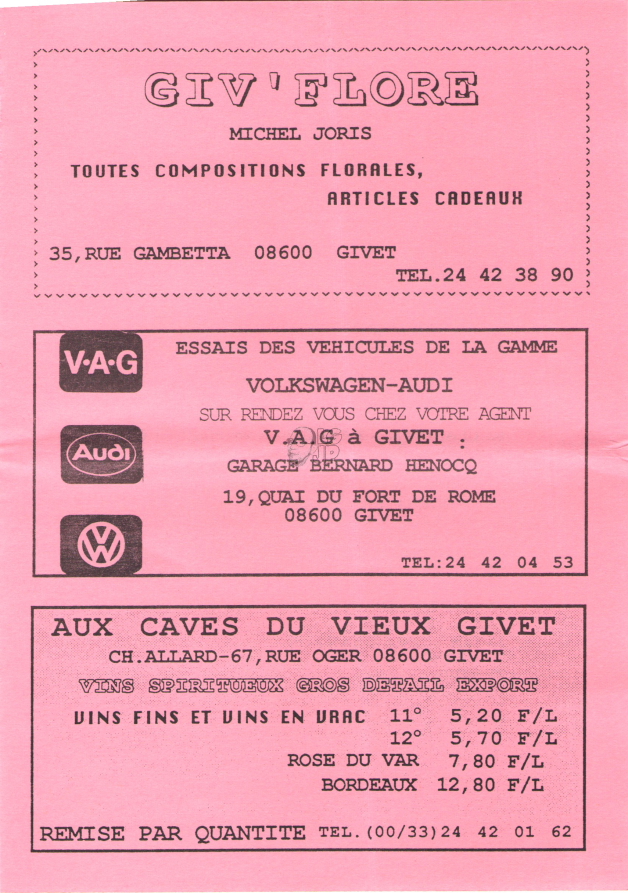 GIV'FLORE
MICHEL JORIS
TOUTES COMPOSITIONS FLORALES,
ARTICLES CADEAUX
35,RUE GAMBETTA 08600 GIVET
TEL.24 42 38 90
V•A•G
ESSAIS DES VEHICULES DE LA GAMME
VOLKSWAGEN-AUDI
SUR RENDEZ VOUS CHEZ VOTRE AGENT
Audi
V.A.G à GIVET :
GARAGE BERNARD HENOCQ
19,QUAI DU FORT DE ROME
08600 GIVET
VW
TEL:24 42 04 53
AUX CAVES DU VIEUX GIVET
CH.ALLARD-67,RUE OGER 08600 GIVET
VINS SPIRITUEUX GROS DETAIL EXPORT
VINS FINS ET VINS EN VRAC 11° 5,20 F/L
12° 5,70 F/L
ROSE DU VAR 7,80 F/L
BORDEAUX 12,80 F/L
REMISE PAR QUANTITE TEL.(00/33)24 42 01 62